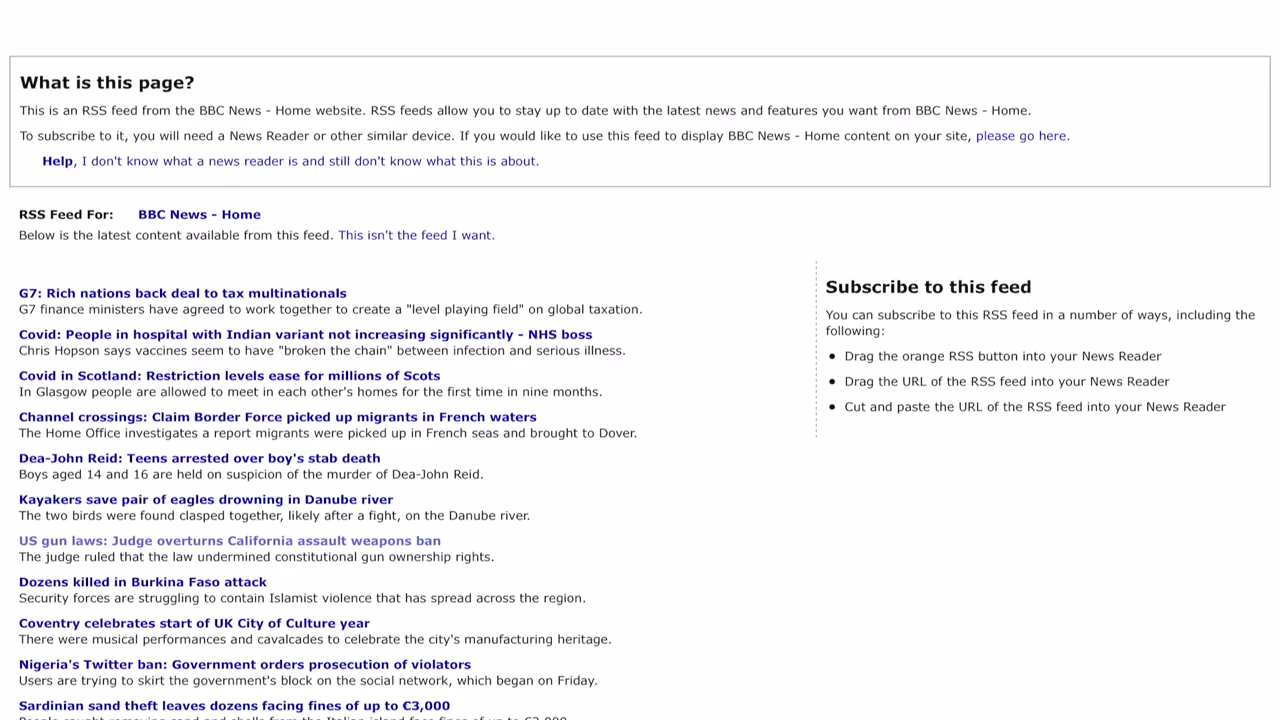 What is this page?
This is an RSS feed from the BBC News - Home website. RSS feeds allow you to stay up to date with the latest news and features you want from BBC News - Home.
To subscribe to it, you will need a News Reader or other similar device. If you would like to use this feed to display BBC News - Home content on your site, please go here.
Help, I don't know what a news reader is and still don't know what this is about.
RSS Feed For: BBC News - Home
Below is the latest content available from this feed. This isn't the feed I want.
G7: Rich nations back deal to tax multinationals
G7 finance ministers have agreed to work together to create a "level playing field" on global taxation.
Covid: People in hospital with Indian variant not increasing significantly - NHS boss
Chris Hopson says vaccines seem to have "broken the chain" between infection and serious illness.
Covid in Scotland: Restriction levels ease for millions of Scots
In Glasgow people are allowed to meet in each other's homes for the first time in nine months.
Channel crossings: Claim Border Force picked up migrants in French waters
The Home Office investigates a report migrants were picked up in French seas and brought to Dover.
Dea-John Reid: Teens arrested over boy's stab death
Boys aged 14 and 16 are held on suspicion of the murder of Dea-John Reid.
Kayakers save pair of eagles drowning in Danube river
The two birds were found clasped together, likely after a fight, on the Danube river.
US gun laws: Judge overturns California assault weapons ban
The judge ruled that the law undermined constitutional gun ownership rights.
Dozens killed in Burkina Faso attack
Security forces are struggling to contain Islamist violence that has spread across the region.
Coventry celebrates start of UK City of Culture year
There were musical performances and cavalcades to celebrate the city's manufacturing heritage.
Nigeria's Twitter ban: Government orders prosecution of violators
Users are trying to skirt the government's block on the social network, which began on Friday.
Sardinian sand theft leaves dozens facing fines of up to €3,000
Subscribe to this feed
You can subscribe to this RSS feed in a number of ways, including the
following:
Drag the orange RSS button into your News Reader
Drag the URL of the RSS feed into your News Reader
Cut and paste the URL of the RSS feed into your News Reader